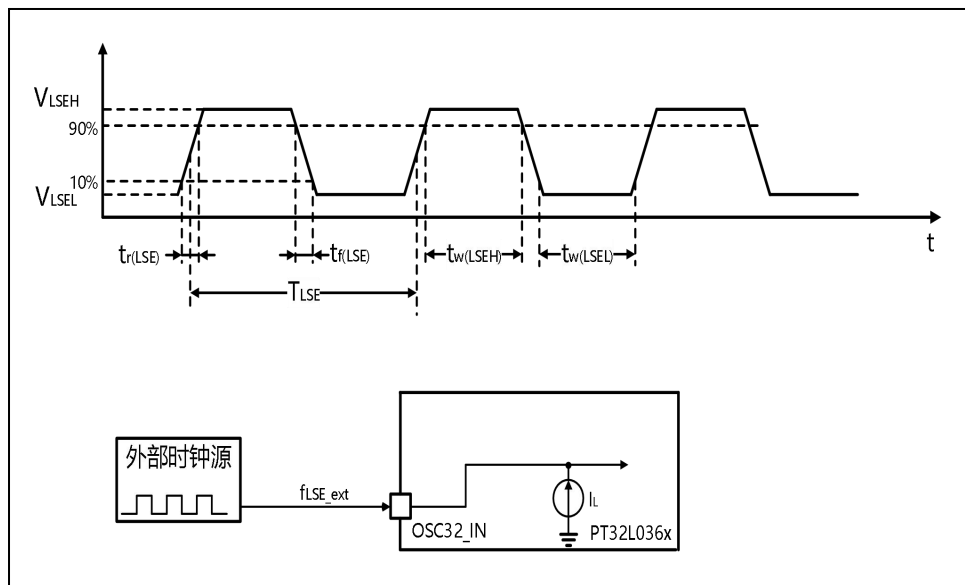 VLSEH
90%
10%
VLSEL
t
tr(LSE)
tf(LSE)
tw(LSEH)
tw(LSEL)
TLSE
外部时钟源
fLSE_ext
IL
OSC32_IN
PT32L036x